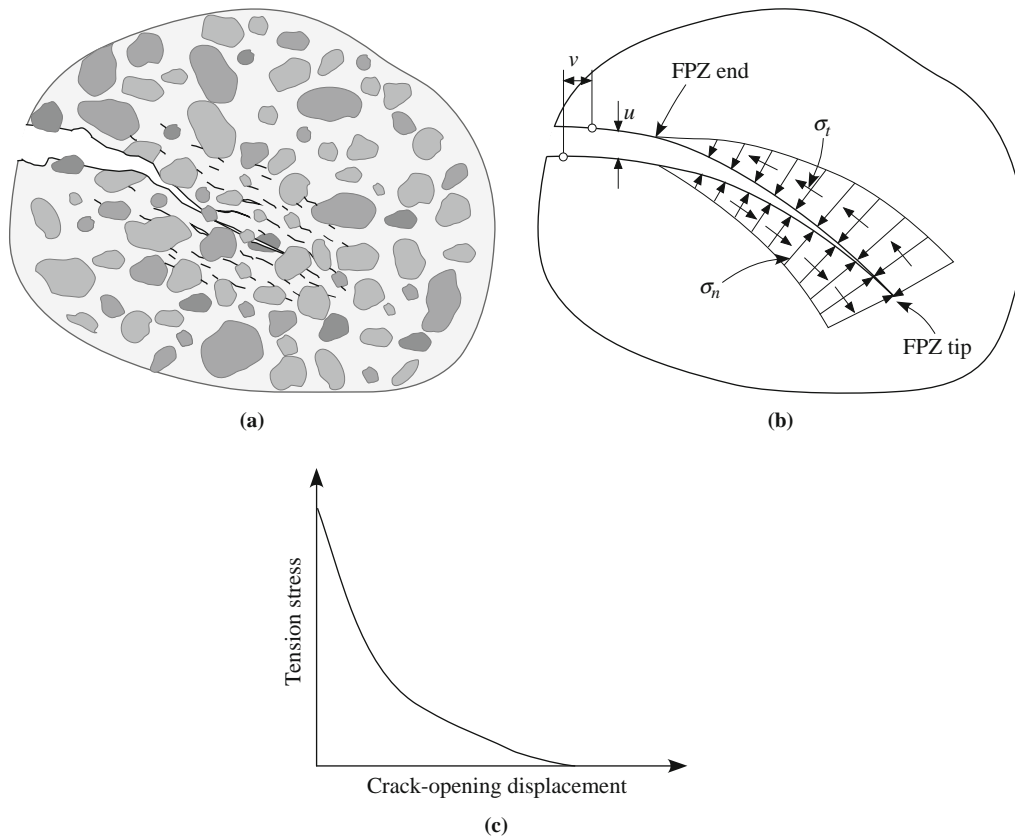 v
FPZ end
u
σt
σn
FPZ tip
(a)
(b)
Tension stress
Crack-opening displacement
(c)